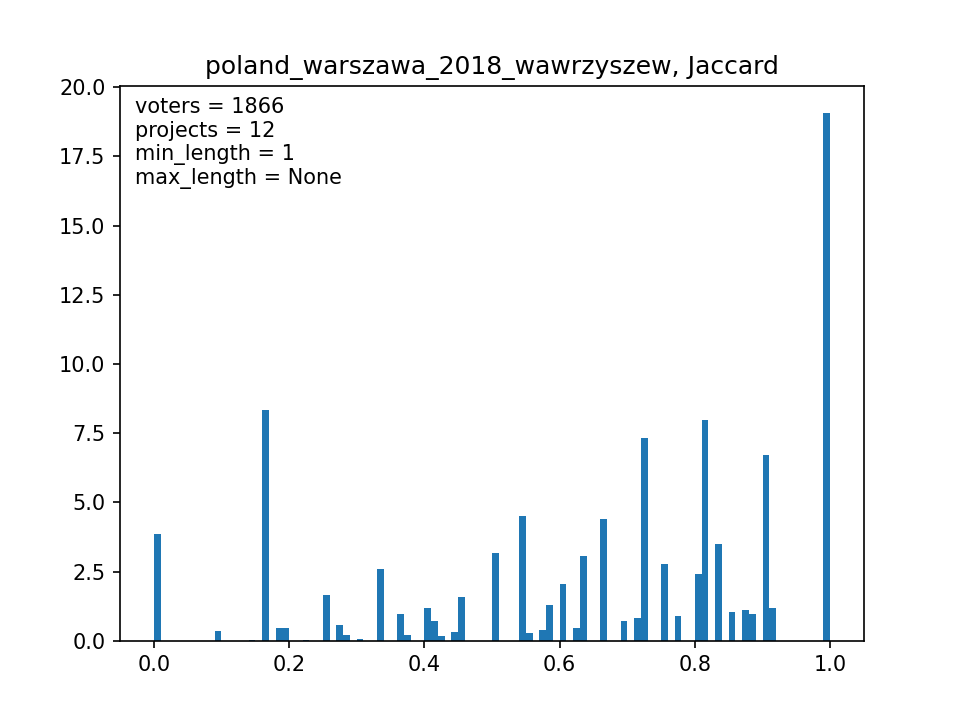 poland_warszawa_2018_wawrzyszew, Jaccard
20.0
17.5
15.0
12.5
10.0
7.5
5.0
2.5
0.0
voters = 1866
projects = 12
min_length = 1
max_length = None
0.0 0.2 0.4 0.6 0.8 1.0